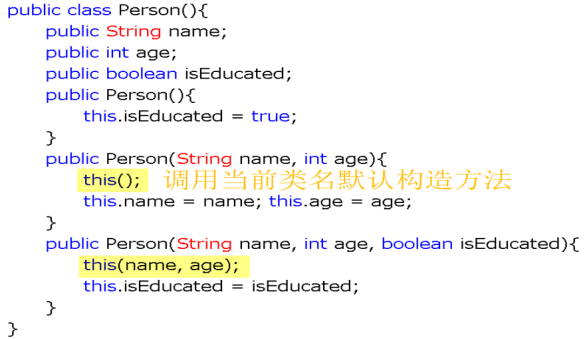 public class Person(){
public String name;
public int age;
public boolean isEducated;
public Person(){
this.isEducated = true;
}
public Person(String name, int age){
this(); 调用当前类名默认构造方法
this.name = name; this.age = age;
}
public Person(String name, int age, boolean isEducated){
this(name, age);
this.isEducated = isEducated;
}
}